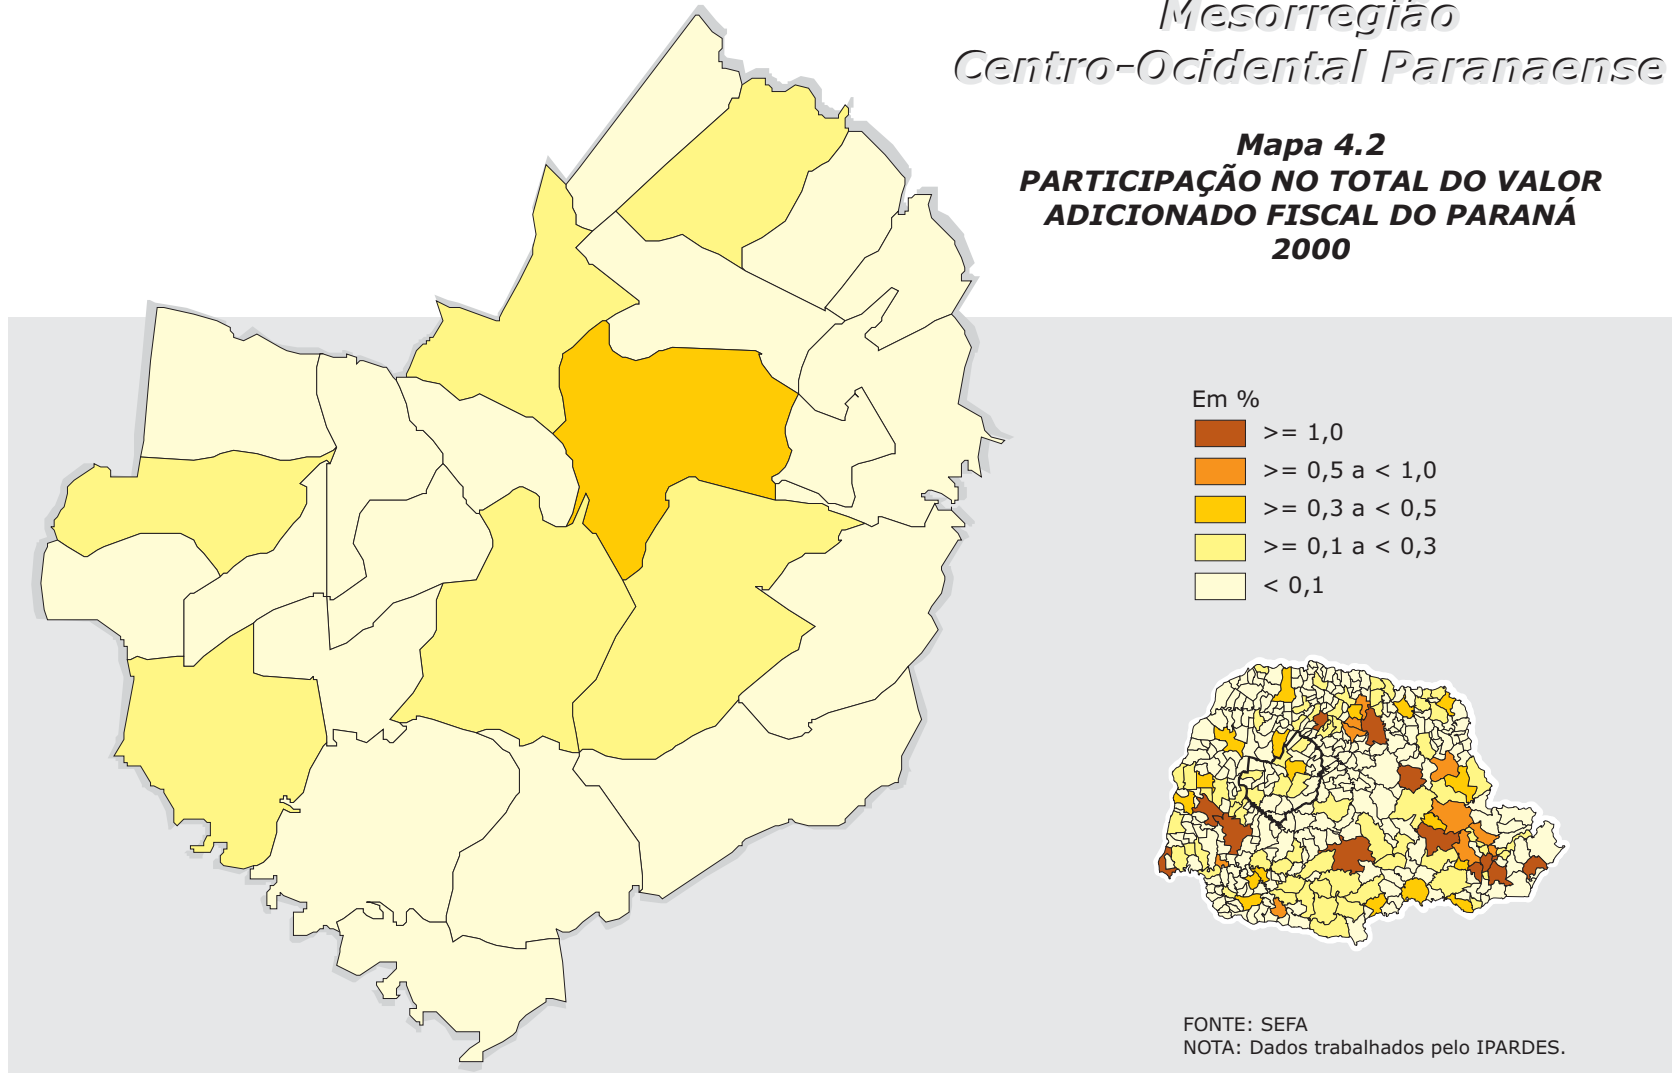 Mesorregião
Centro-Ocidental Paranaense
Mapa 4.2
PARTICIPAÇÃO NO TOTAL DO VALOR
ADICIONADO FISCAL DO PARANÁ
2000
Em %
>= 1,0
>= 0,5 a < 1,0
>= 0,3 a < 0,5
>= 0,1 a < 0,3
< 0,1
FONTE: SEFA
NOTA: Dados trabalhados pelo IPARDES.